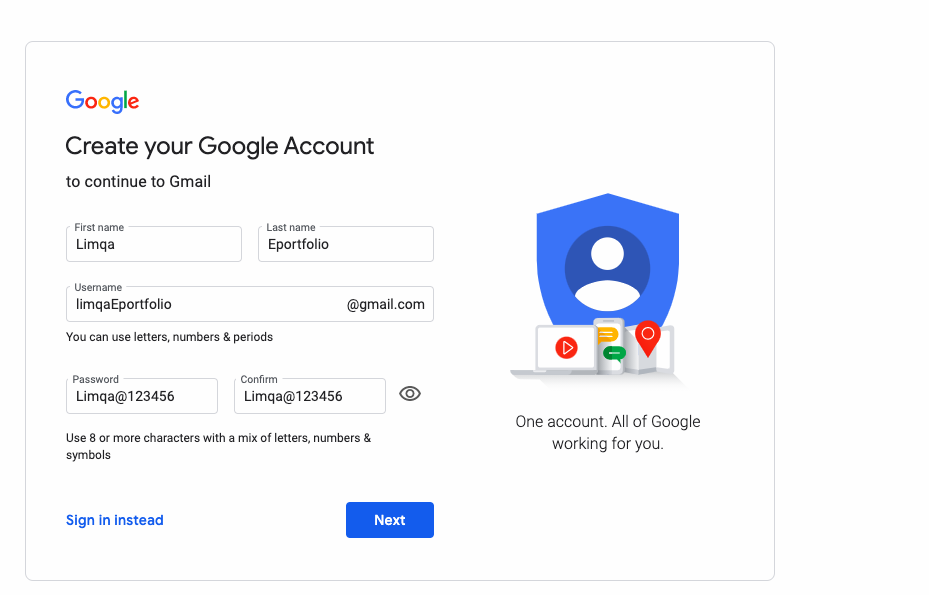 Google
Create your Google Account
to continue to Gmail
First name
Limqa
Last name
Eportfolio
Username
limqaEportfolio
@gmail.com
You can use letters, numbers & periods
Password
Limqa@123456
Confirm
Limqa@123456
Use 8 or more characters with a mix of letters, numbers &
symbols
Sign in instead
Next
One account. All of Google
working for you.